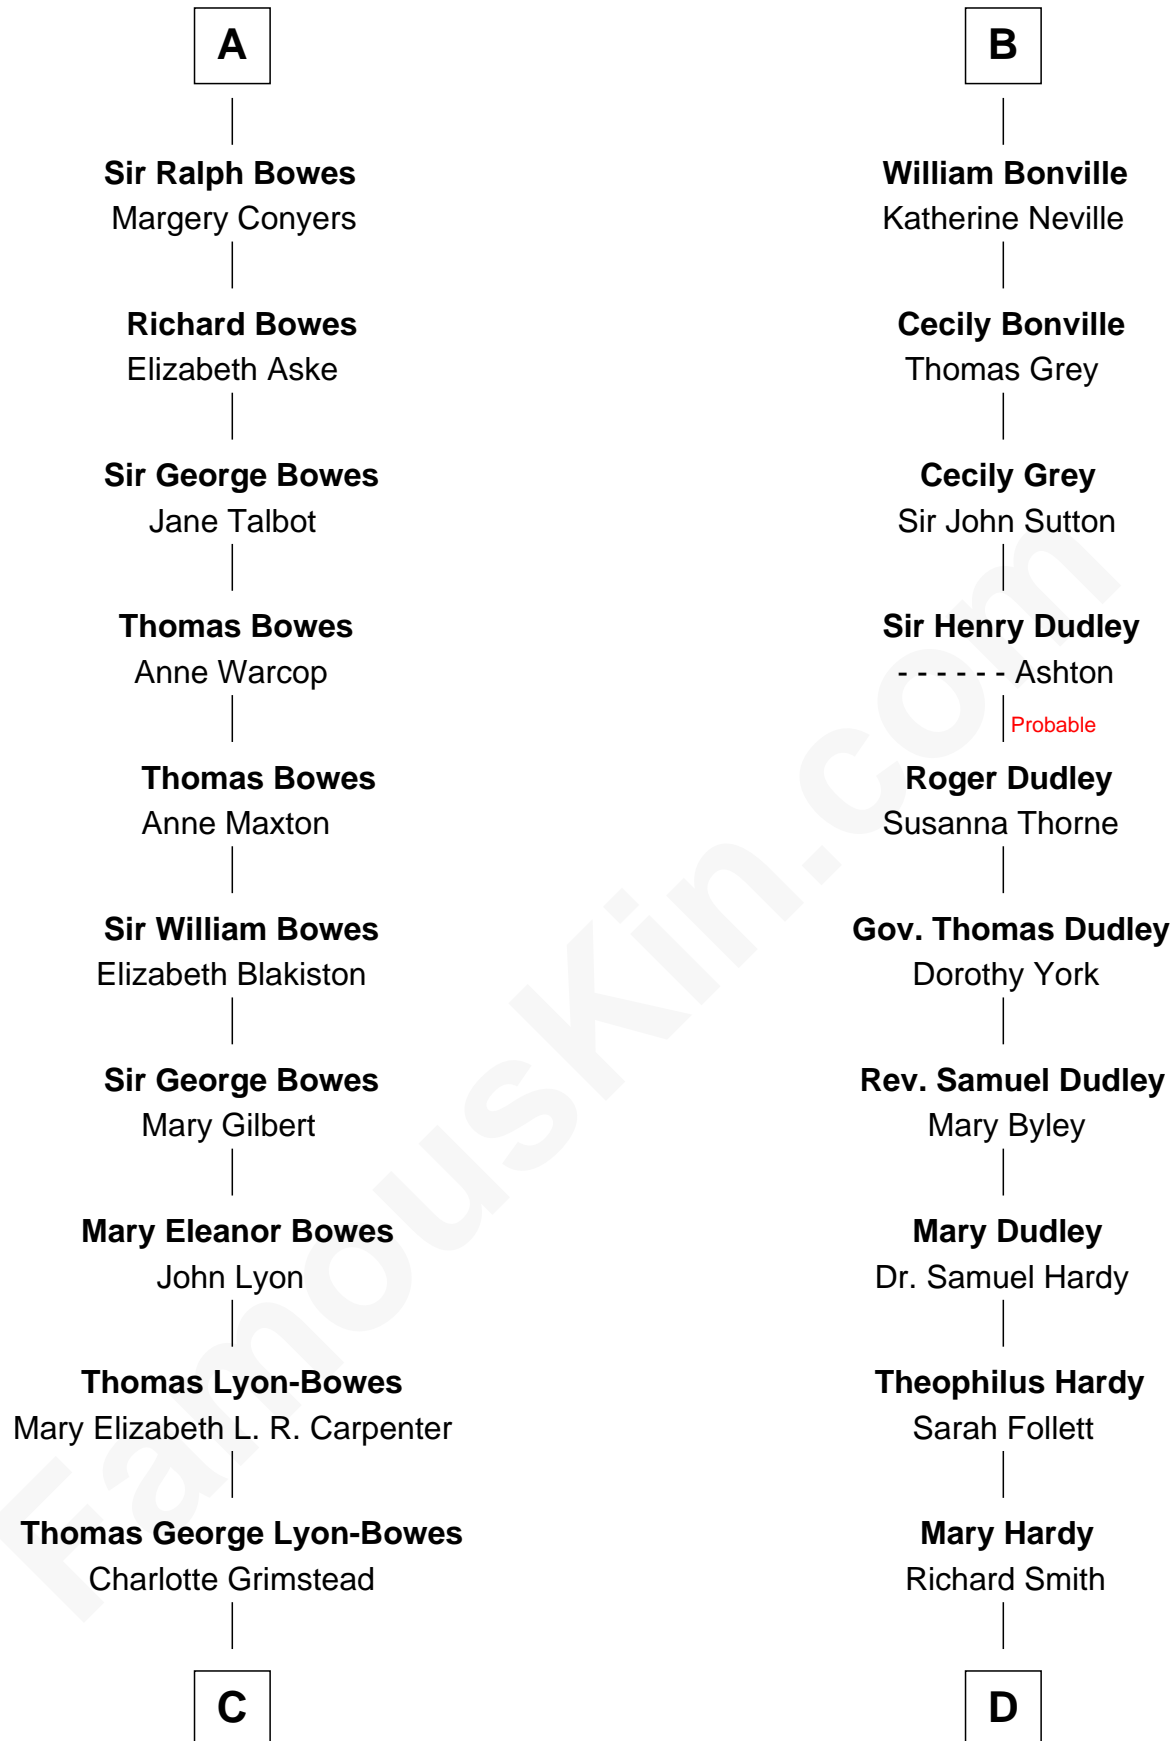 A
Sir Ralph Bowes
Margery Conyers
Richard Bowes
Elizabeth Aske
Sir George Bowes
Jane Talbot
Thomas Bowes
Anne Warcop
Thomas Bowes
Anne Maxton
Sir William Bowes
Elizabeth Blakiston
Sir George Bowes
Mary Gilbert
Mary Eleanor Bowes
John Lyon
Thomas Lyon-Bowes
Mary Elizabeth L. R. Carpenter
Thomas George Lyon-Bowes
Charlotte Grimstead
C
B
William Bonville
Katherine Neville
Cecily Bonville
Thomas Grey
Cecily Grey
Sir John Sutton
Sir Henry Dudley
- - - - - - Ashton
Probable
Roger Dudley
Susanna Thorne
Gov. Thomas Dudley
Dorothy York
Rev. Samuel Dudley
Mary Byley
Mary Dudley
Dr. Samuel Hardy
Theophilus Hardy
Sarah Follett
Mary Hardy
Richard Smith
D
FamousKin.com